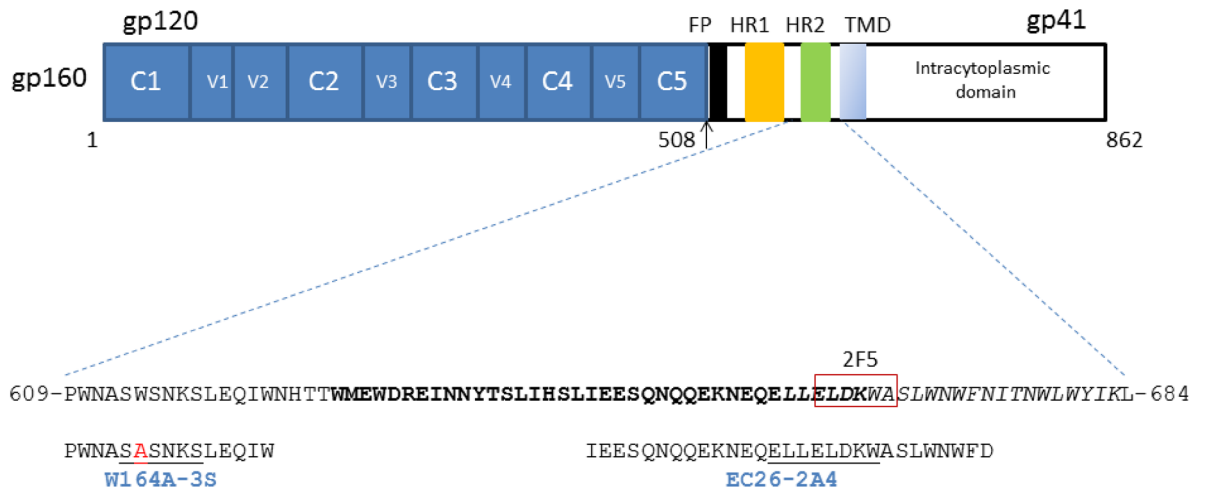 gp120 gp41
FP HR1 HR2 TMD
gp160 C1 V1 V2 C2 V3 C3 V4 C4 V5 C5 Intracytoplasmic domain
1 508 862
2F5
609-PWNASWSNKSLEQIWNHTTWMEWDREINNYTSLIHSLIEESQNQQEKNEQELLELDKWASLWNWFNITNWLWYIKL-684
PWNASASNKSLEQIW IEESQNQQEKNEQELLELDKWASLWNWFD
W164A-3S EC26-2A4